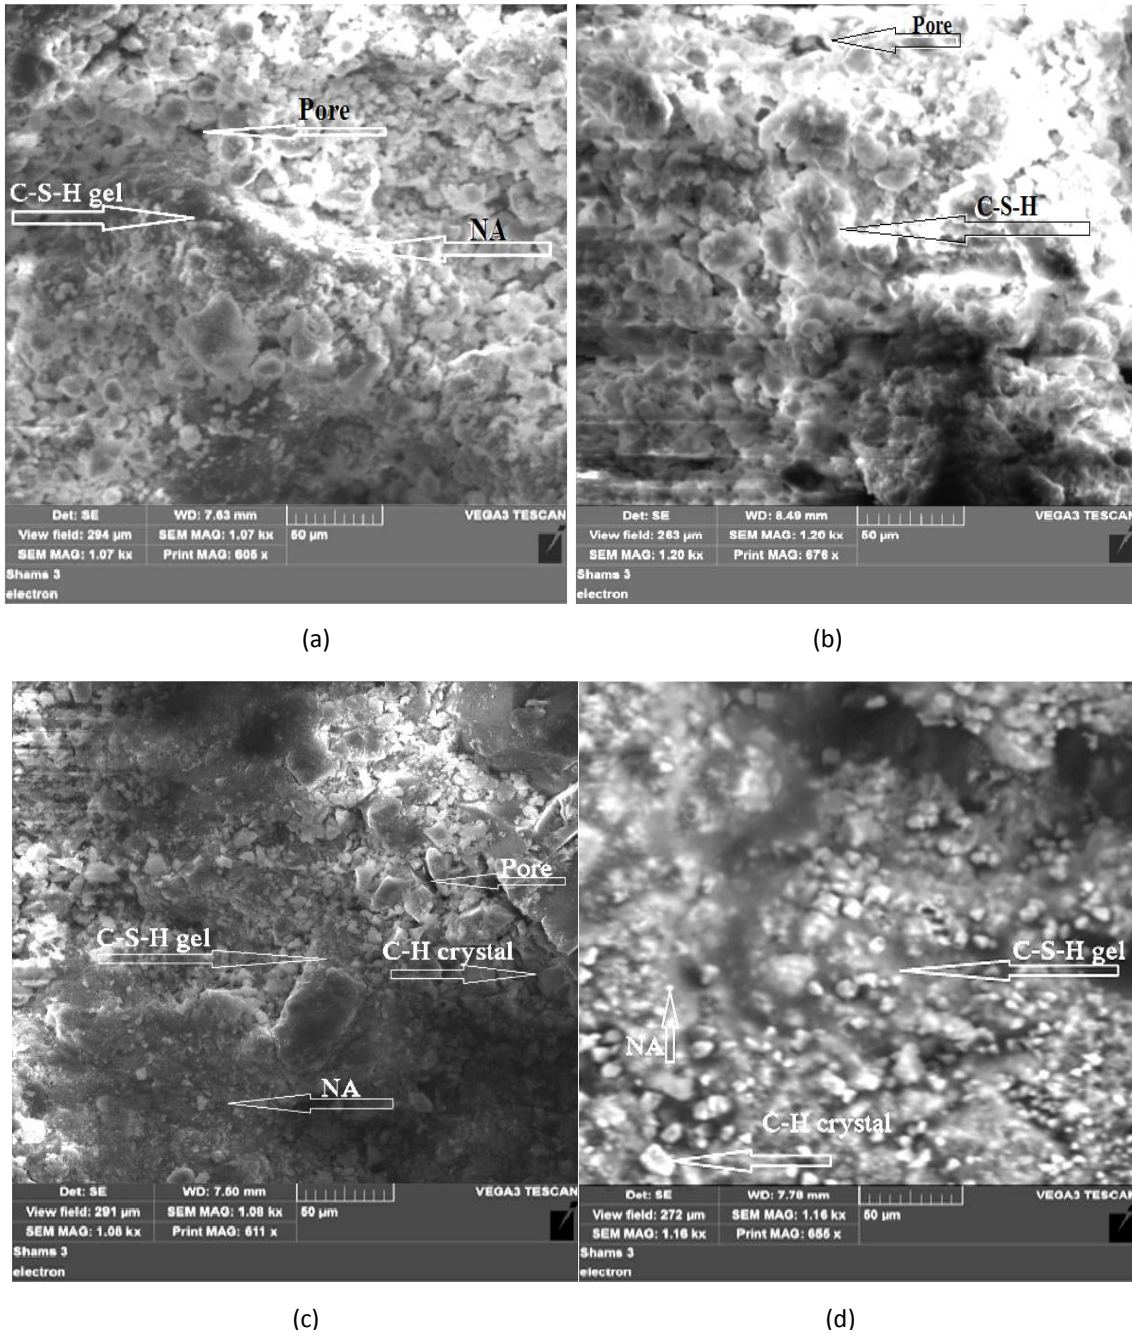 Pore
C-S-H gel
NA
Det: SE WD: 7.63 mm VEGA3 TESCAN
View field: 294 µm SEM MAG: 1.07 kx 50 µm
SEM MAG: 1.07 kx Print MAG: 605 x
Shams 3
electron
(a)
Pore
C-S-H
Det: SE WD: 8.49 mm VEGA3 TESCAN
View field: 263 µm SEM MAG: 1.20 kx 50 µm
SEM MAG: 1.20 kx Print MAG: 676 x
Shams 3
electron
(b)
Pore
C-S-H gel
C-H crystal
NA
Det: SE WD: 7.50 mm VEGA3 TESCAN
View field: 291 µm SEM MAG: 1.08 kx 50 µm
SEM MAG: 1.08 kx Print MAG: 611 x
Shams 3
electron
(c)
C-S-H gel
NA
C-H crystal
Det: SE WD: 7.78 mm VEGA3 TESCAN
View field: 272 µm SEM MAG: 1.16 kx 50 µm
SEM MAG: 1.16 kx Print MAG: 655 x
Shams 3
electron
(d)